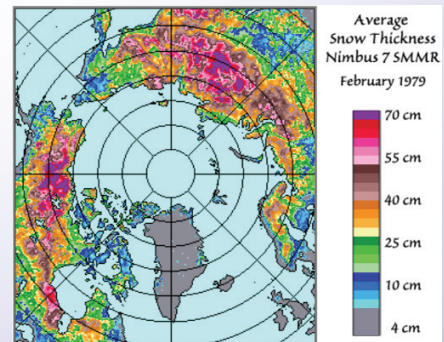 Average
Snow Thickness
Nimbus 7 SMMR
February 1979
70 cm
55 cm
40 cm
25 cm
10 cm
4 cm